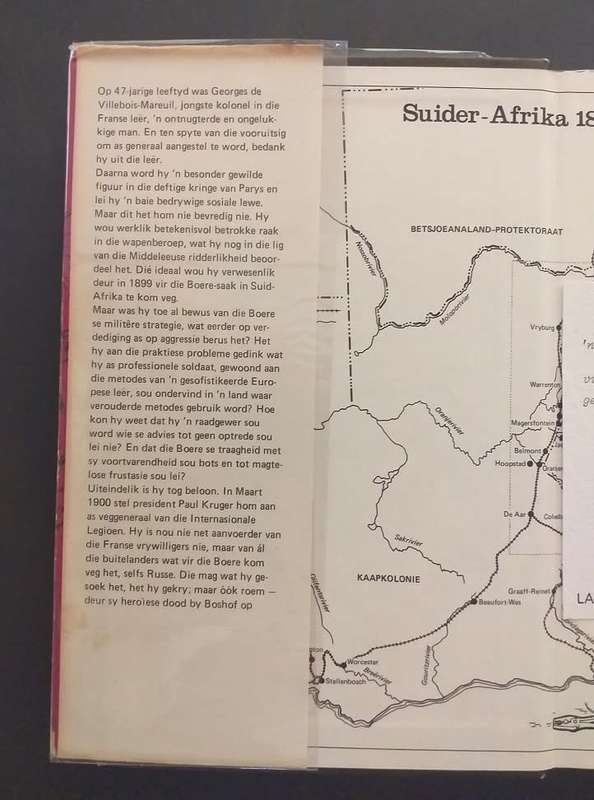 Op 47-jarige leeftyd was Georges de
Villebois-Mareuil, jongste kolonel in die
Franse leër, 'n ontnugterde en ongeluk-
kige man. En ten spyte van die vooruitsig
om as generaal aangestel te word, bedank
hy uit die leër.
Daarna word hy 'n besonder gewilde
figuur in die deftige kringe van Parys en
lei hy 'n baie bedrywige sosiale lewe.
Maar dit het hom nie bevredig nie. Hy
wou werklik betekenisvol betrokke raak
in die wapenberoep, wat hy nog in die lig
van die Middeleeuse ridderlikheid beoor-
deel het. Dié ideaal wou hy verwesenlik
deur in 1899 vir die Boere-saak in Suid-
Afrika te kom veg.
Maar was hy toe al bewus van die Boere
se militêre strategie, wat eerder op ver-
dediging as op aggressie berus het? Het
hy aan die praktiese probleme gedink wat
hy as professionele soldaat, gewoond aan
die metodes van 'n gesofistikeerde Euro-
pese leër, sou ondervind in 'n land waar
verouderde metodes gebruik word? Hoe
kon hy weet dat hy 'n raadgewer sou
word wie se advies tot geen optrede sou
lei nie? En dat die Boere se traagheid met
sy voortvarendheid sou bots en tot magte-
lose frustasie sou lei?
Uiteindelik is hy tog beloon. In Maart
1900 stel president Paul Kruger hom aan
as veggeneraal van die Internasionale
Legioen. Hy is nou nie net aanvoerder van
die Franse vrywilligers nie, maar van ál
die buitelanders wat vir die Boere kom
veg het, selfs Russe. Die mag wat hy ge-
soek het, het hy gekry; maar óók roem —
deur sy heroïese dood by Boshof op
Suider-Afrika 18
BETSJOEANALAND-PROTEKTORAAT
Nossobrivier
Moloporivier
Vryburg
Warrenton
Magersfontein
Oranjerivier
Belmont
Hoopstad
De Aar
Sakrivier
KAAPKOLONIE
Graaff-Reinet
Beaufort-Wes
Olifantsrivier
Worcester
Breërivier
Gouritzrivier
Stellenbosch
'n
LA